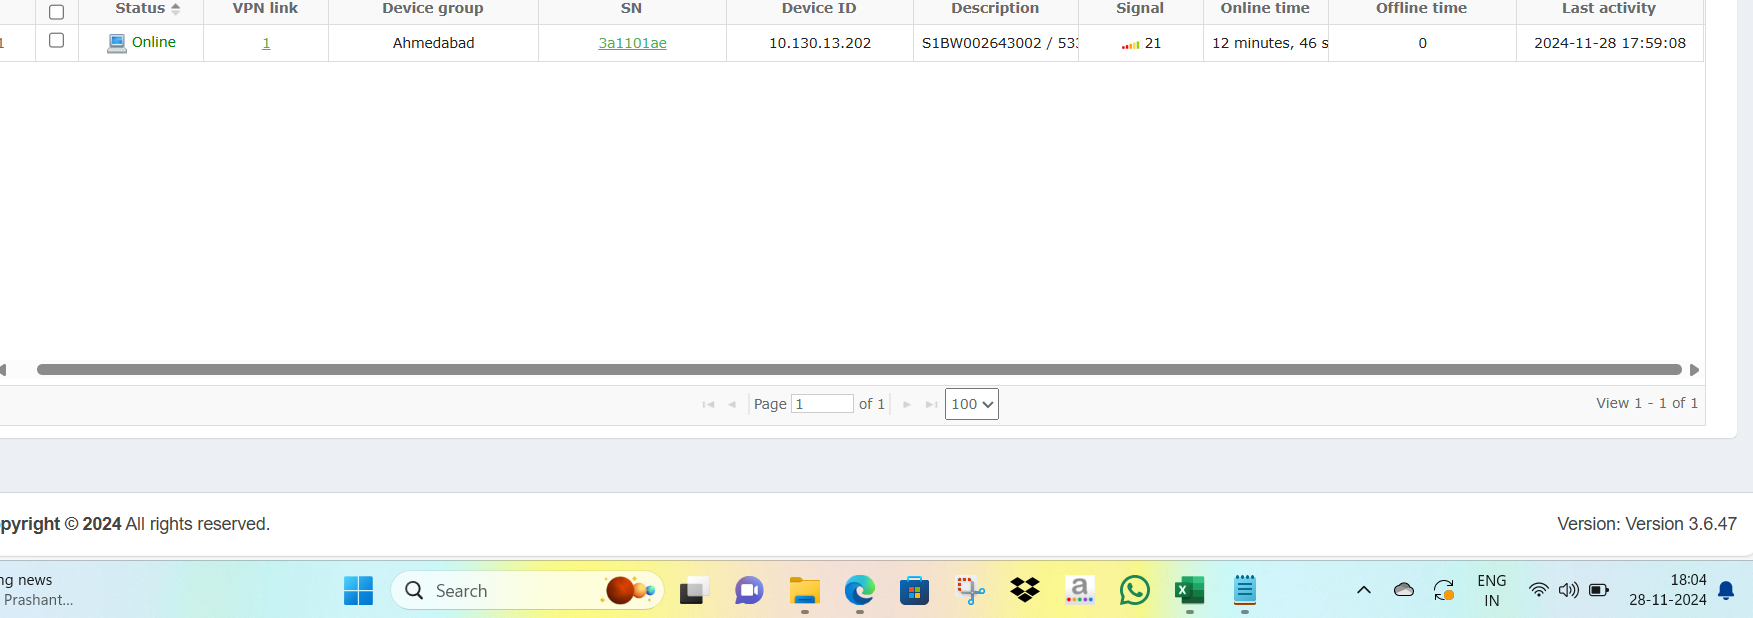 Status VPN link Device group SN Device ID Description Signal Online time Offline time Last activity
1 Online 1 Ahmedabad 3a1101ae 10.130.13.202 S1BW002643002 / 533 21 12 minutes, 46 s 0 2024-11-28 17:59:08
Page 1 of 1 100 View 1 - 1 of 1
pyright © 2024 All rights reserved. Version: Version 3.6.47
ng news
Prashant...
Search
a
X
ENG
IN
18:04
28-11-2024